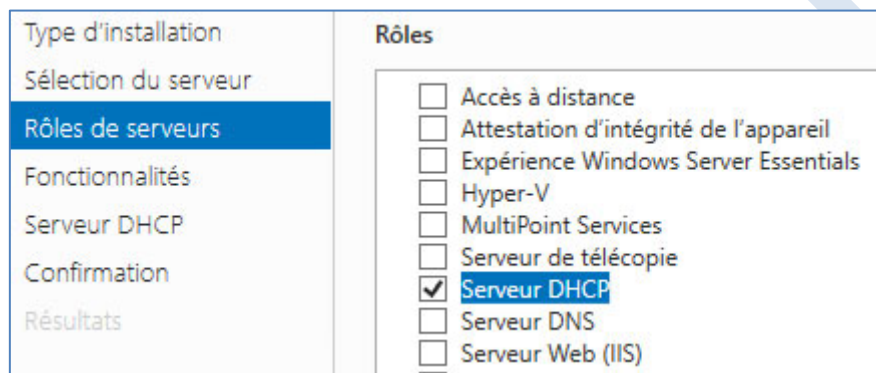 Type d'installation
Sélection du serveur
Rôles de serveurs
Fonctionnalités
Serveur DHCP
Confirmation
Résultats
Rôles
Accès à distance
Attestation d'intégrité de l'appareil
Expérience Windows Server Essentials
Hyper-V
MultiPoint Services
Serveur de télécopie
Serveur DHCP
Serveur DNS
Serveur Web (IIS)